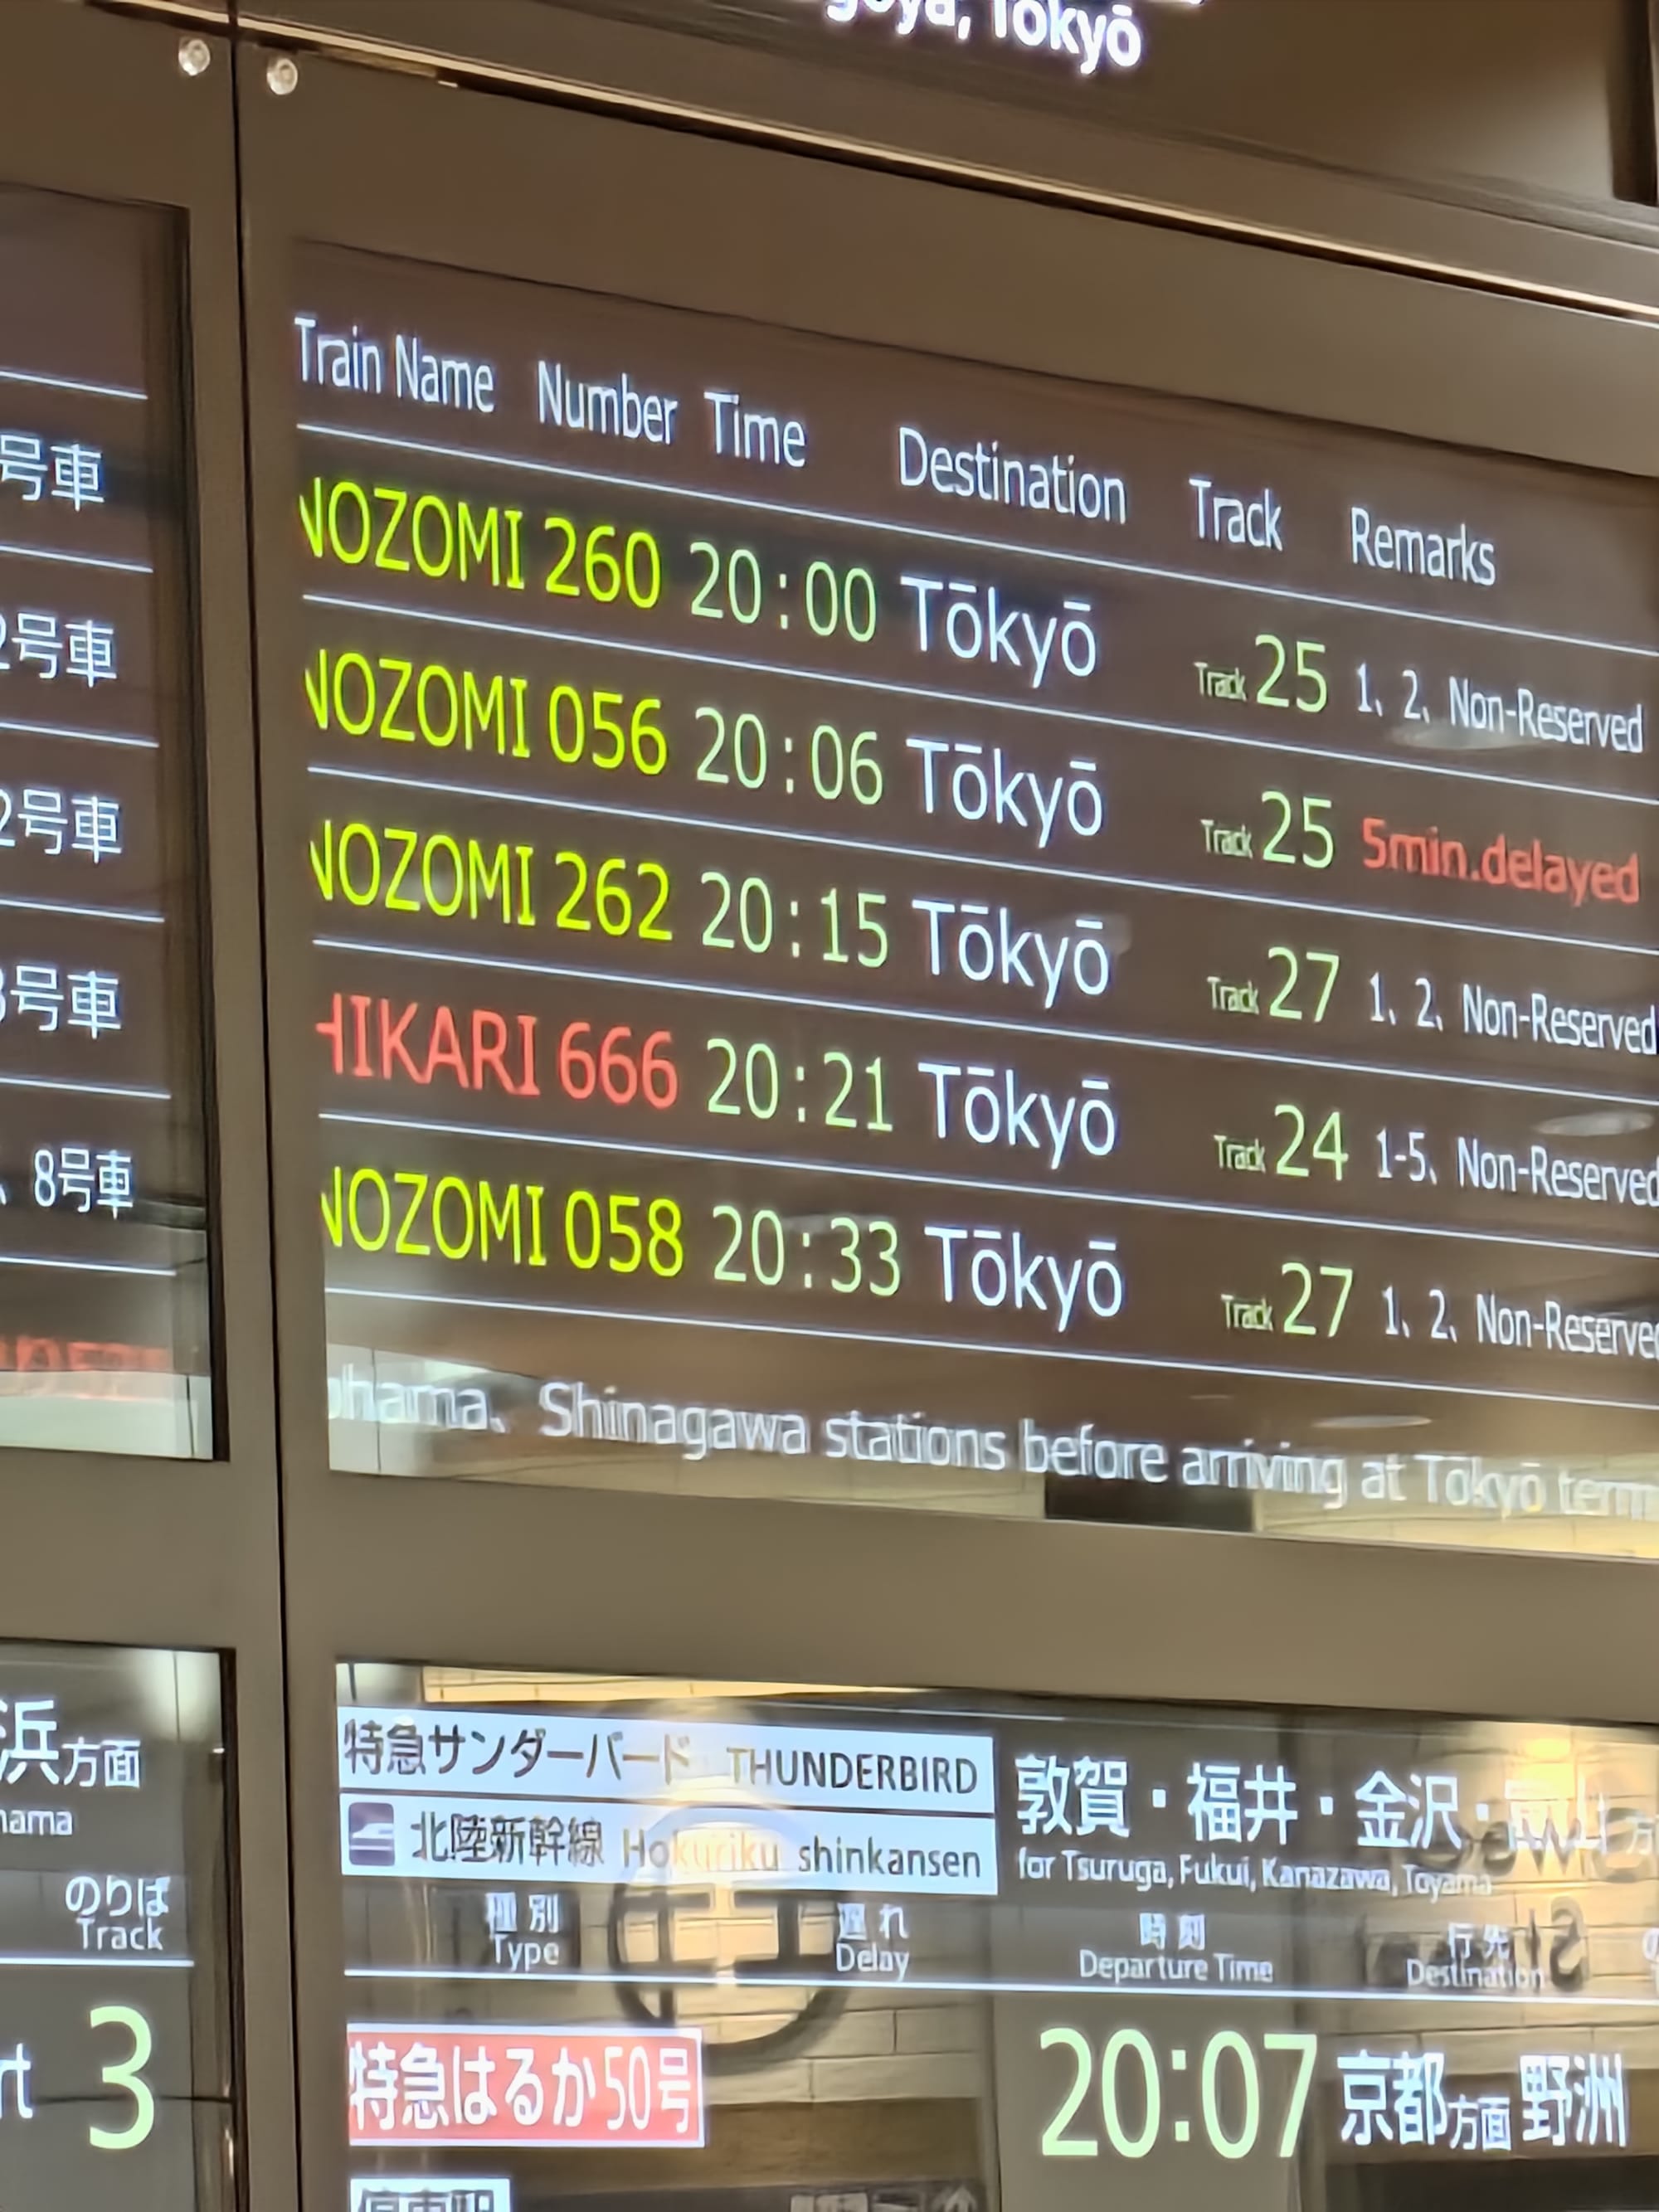 goya, Tōkyō
Train Name Number Time Destination Track Remarks
NOZOMI 260 20:00 Tōkyō Track 25 1、2、Non-Reserved
NOZOMI 056 20:06 Tōkyō Track 25 5min.delayed
NOZOMI 262 20:15 Tōkyō Track 27 1、2、Non-Reserved
HIKARI 666 20:21 Tōkyō Track 24 1-5、Non-Reserved
NOZOMI 058 20:33 Tōkyō Track 27 1、2、Non-Reserved
hama、Shinagawa stations before arriving at Tōkyō term
号車
2号車
2号車
3号車
、8号車
浜方面
hama
のりば
Track
rt 3
特急サンダーバード THUNDERBIRD
北陸新幹線 Hokuriku shinkansen
敦賀・福井・金沢・富山方
for Tsuruga, Fukui, Kanazawa, Toyama
種別 遅れ 時刻 行先
Type Delay Departure Time Destination
特急はるか50号 20:07 京都方面 野洲
停車駅